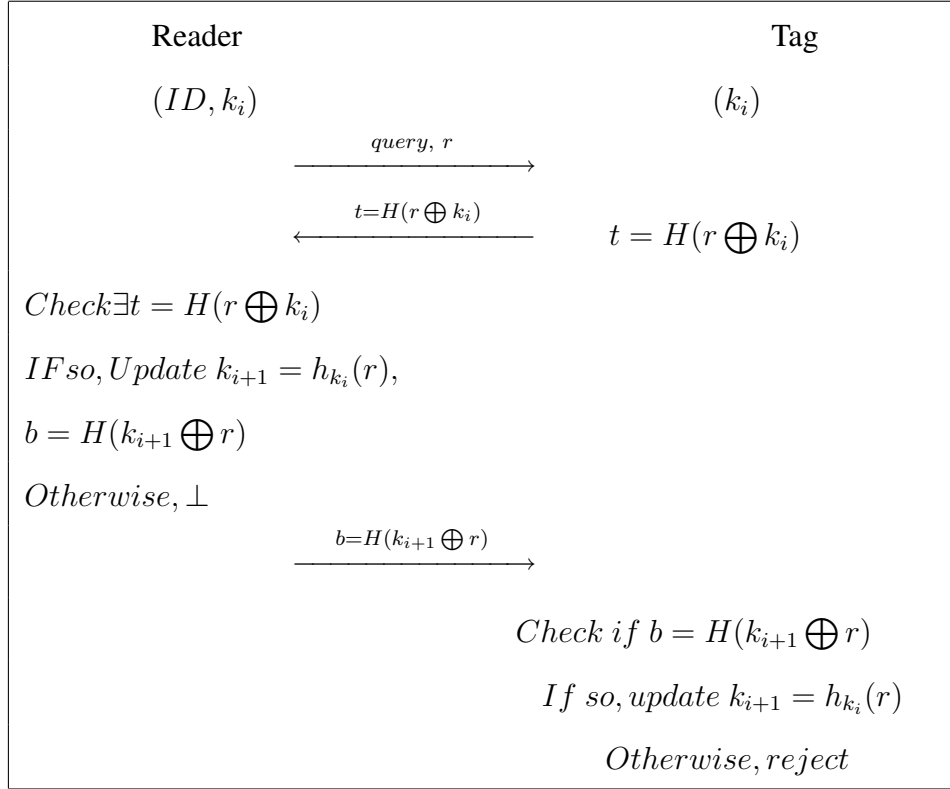 Reader Tag
(ID, k_i) (k_i)
query, r
t=H(r ⊕ k_i)
t = H(r ⊕ k_i)
Check∃t = H(r ⊕ k_i)
IFso, Update k_{i+1} = h_{k_i}(r),
b = H(k_{i+1} ⊕ r)
Otherwise, ⊥
b=H(k_{i+1} ⊕ r)
Check if b = H(k_{i+1} ⊕ r)
If so, update k_{i+1} = h_{k_i}(r)
Otherwise, reject